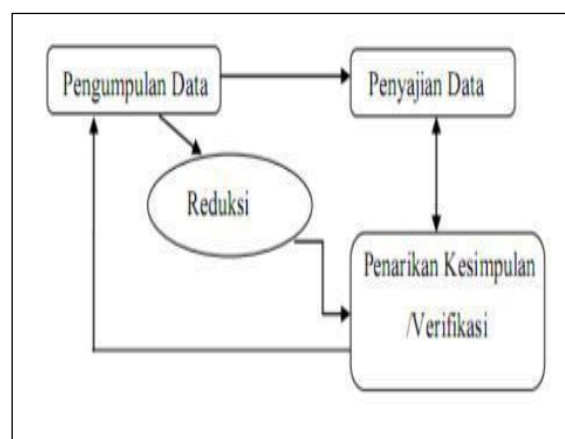 Pengumpulan Data
Penyajian Data
Reduksi
Penarikan Kesimpulan
/Verifikasi